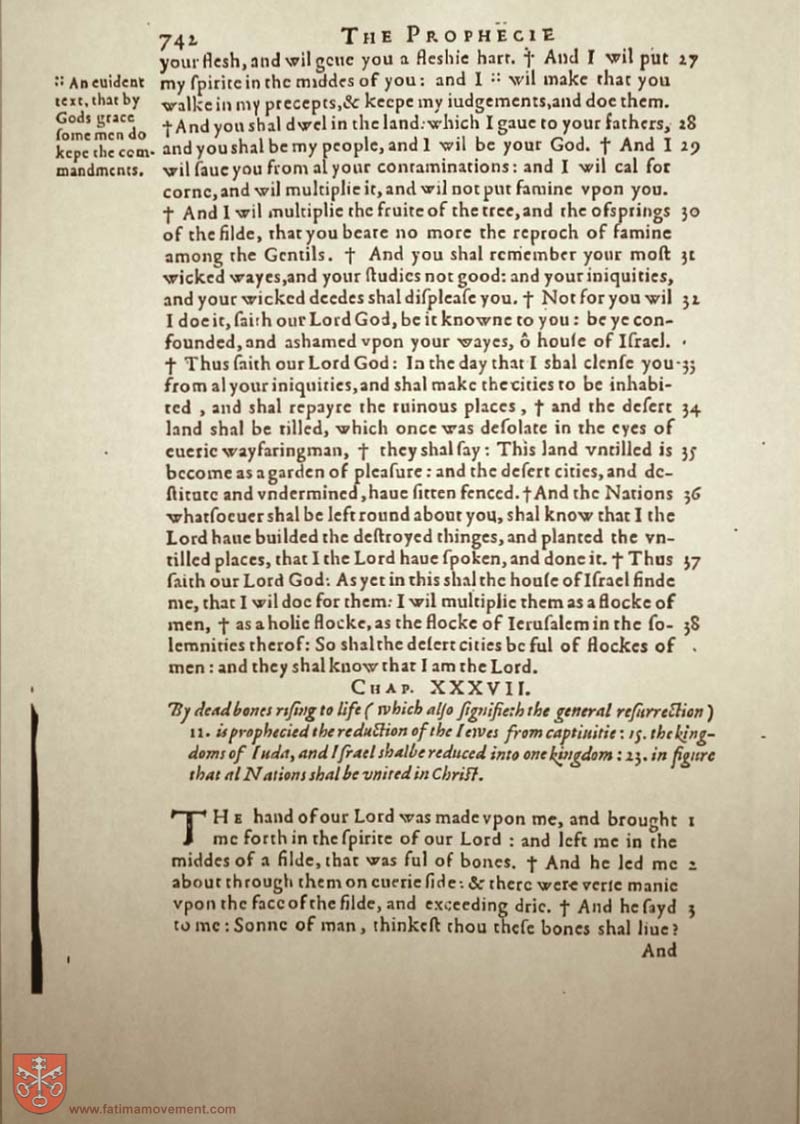 742 THE PROPHECIE
your flesh, and wil geue you a fleshie hart. † And I wil put 27
:: An euident
text, that by
Gods grace
some men do
kepe the com-
mandments.
my ſpirite in the middes of you: and I :: wil make that you
walke in my precepts, & keepe my iudgements, and doe them.
† And you shal dwel in the land: which I gaue to your fathers, 28
and you shal be my people, and I wil be your God. † And I 29
wil ſaue you from al your contaminations: and I wil cal for
corne, and wil multiplie it, and wil not put famine vpon you.
† And I wil multiplie the fruite of the tree, and the ofsprings 30
of the filde, that you beare no more the reproch of famine
among the Gentils. † And you shal remember your moſt 31
wicked wayes, and your ſtudies not good: and your iniquities,
and your wicked deedes shal diſpleaſe you. † Not for you wil 32
I doe it, ſaith our Lord God, be it knowne to you: be ye con-
founded, and ashamed vpon your wayes, ô houſe of Iſrael.
† Thus ſaith our Lord God: In the day that I shal clenſe you 33
from al your iniquities, and shal make the cities to be inhabi-
ted, and shal repayre the ruinous places, † and the deſert 34
land shal be tilled, which once was deſolate in the eyes of
euerie wayfaringman, † they shal ſay: This land vntilled is 35
become as a garden of pleaſure: and the deſert cities, and de-
ſtitute and vndermined, haue ſitten fenced. † And the Nations 36
whatſoeuer shal be left round about you, shal know that I the
Lord haue builded the deſtroyed thinges, and planted the vn-
tilled places, that I the Lord haue ſpoken, and done it. † Thus 37
ſaith our Lord God: As yet in this shal the houſe of Iſrael finde
me, that I wil doe for them: I wil multiplie them as a flocke of
men, † as a holie flocke, as the flocke of Ieruſalem in the ſo- 38
lemnities therof: So shal the deſert cities be ful of flockes of
men: and they shal know that I am the Lord.
CHAP. XXXVII.
By dead bones riſing to life (which alſo ſignifieth the general reſurrection)
11. is prophecied the reduction of the Iewes from captiuitie: 15. the king-
doms of Iuda, and Iſrael shal be reduced into one kingdom: 23. in figure
that al Nations shal be vnited in Chriſt.
THE hand of our Lord was made vpon me, and brought 1
me forth in the ſpirite of our Lord: and left me in the
middes of a filde, that was ful of bones. † And he led me 2
about through them on euerie ſide: & there were verie manie
vpon the face of the filde, and exceeding drie. † And he ſayd 3
to me: Sonne of man, thinkeſt thou theſe bones shal liue?
And
www.fatimamovement.com